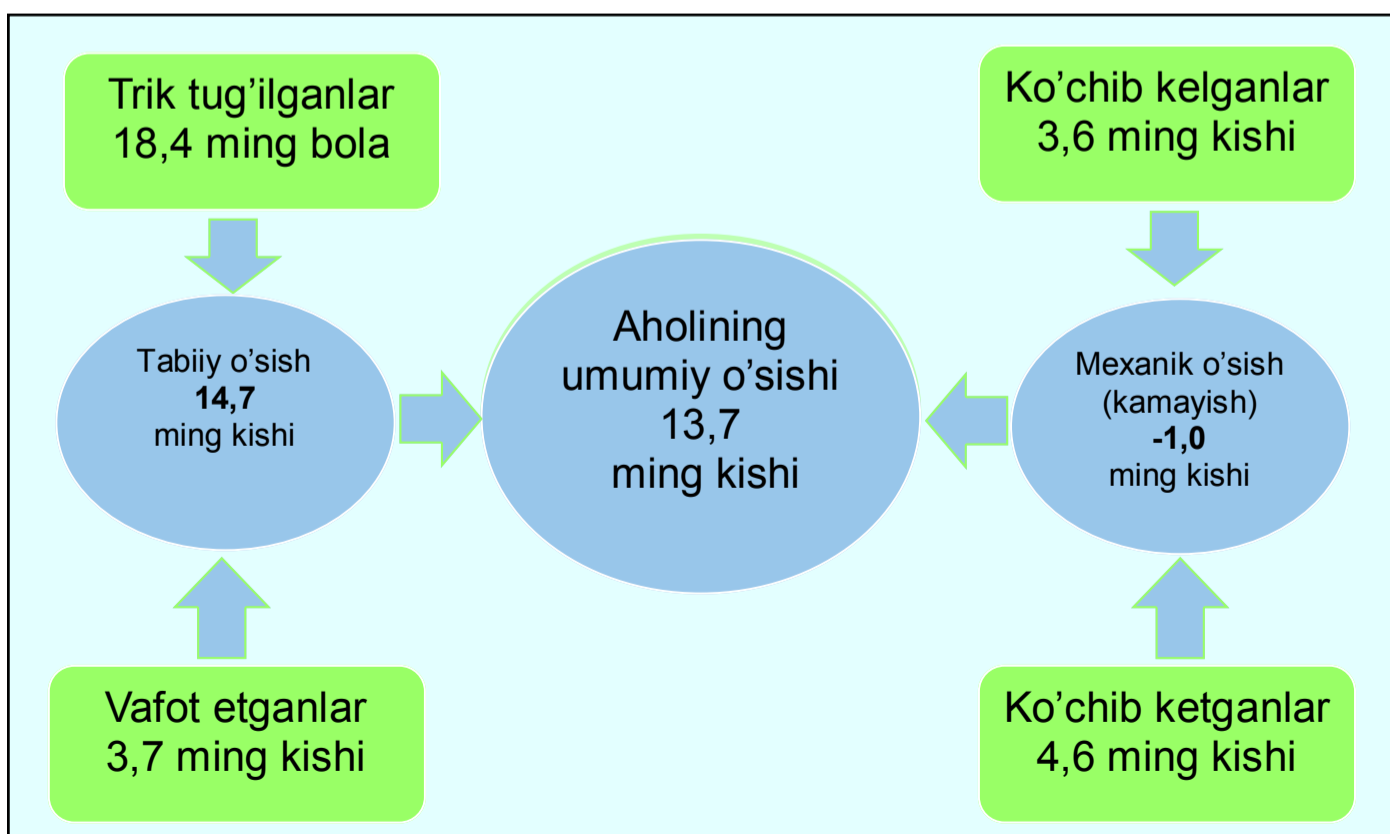 Trik tug’ilganlar
18,4 ming bola
Ko’chib kelganlar
3,6 ming kishi
Tabiiy o’sish
14,7
ming kishi
Aholining
umumiy o’sishi
13,7
ming kishi
Mexanik o’sish
(kamayish)
-1,0
ming kishi
Vafot etganlar
3,7 ming kishi
Ko’chib ketganlar
4,6 ming kishi